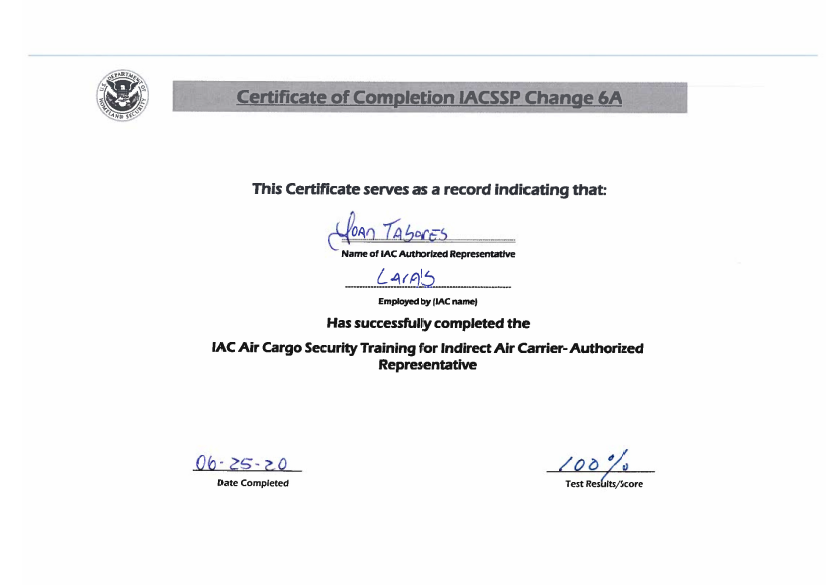 U.S. DEPARTMENT OF
HOMELAND SECURITY
Certificate of Completion IACSSP Change 6A
This Certificate serves as a record indicating that:
Yoan Tabares
Name of IAC Authorized Representative
Lara's
Employed by (IAC name)
Has successfully completed the
IAC Air Cargo Security Training for Indirect Air Carrier- Authorized
Representative
06-25-20
100%
Date Completed
Test Results/Score